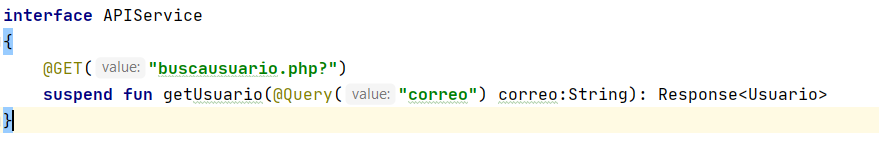 interface APIService
{
@GET( value: "buscausuario.php?")
suspend fun getUsuario(@Query( value: "correo") correo:String): Response<Usuario>
}